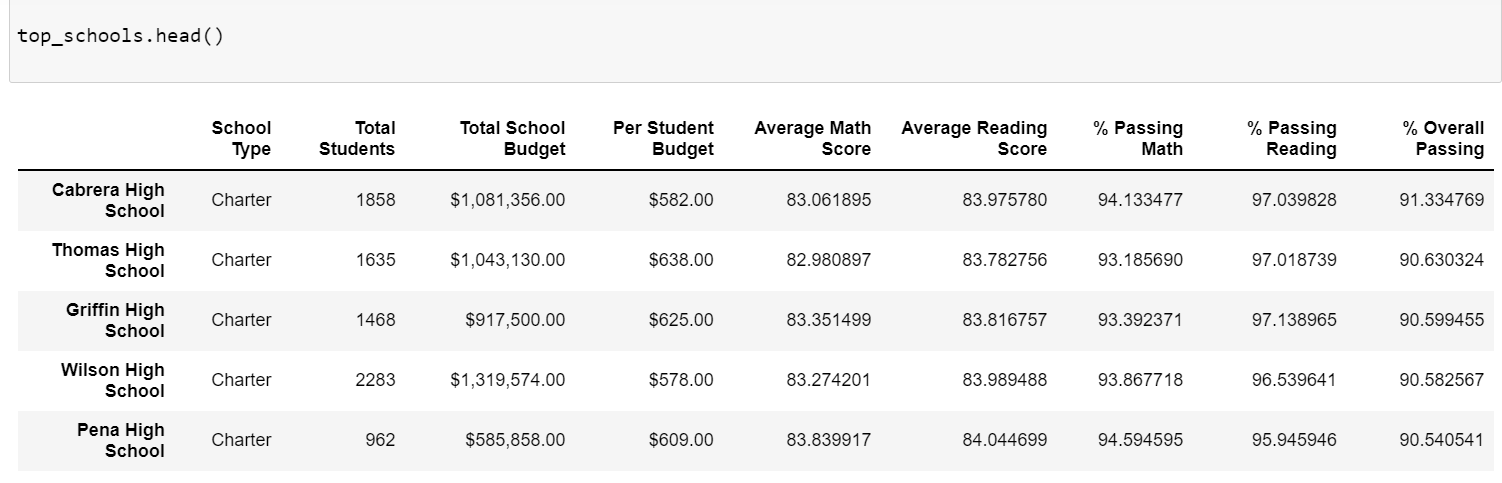 top_schools.head()
School Type Total Students Total School Budget Per Student Budget Average Math Score Average Reading Score % Passing Math % Passing Reading % Overall Passing
Cabrera High School Charter 1858 $1,081,356.00 $582.00 83.061895 83.975780 94.133477 97.039828 91.334769
Thomas High School Charter 1635 $1,043,130.00 $638.00 82.980897 83.782756 93.185690 97.018739 90.630324
Griffin High School Charter 1468 $917,500.00 $625.00 83.351499 83.816757 93.392371 97.138965 90.599455
Wilson High School Charter 2283 $1,319,574.00 $578.00 83.274201 83.989488 93.867718 96.539641 90.582567
Pena High School Charter 962 $585,858.00 $609.00 83.839917 84.044699 94.594595 95.945946 90.540541